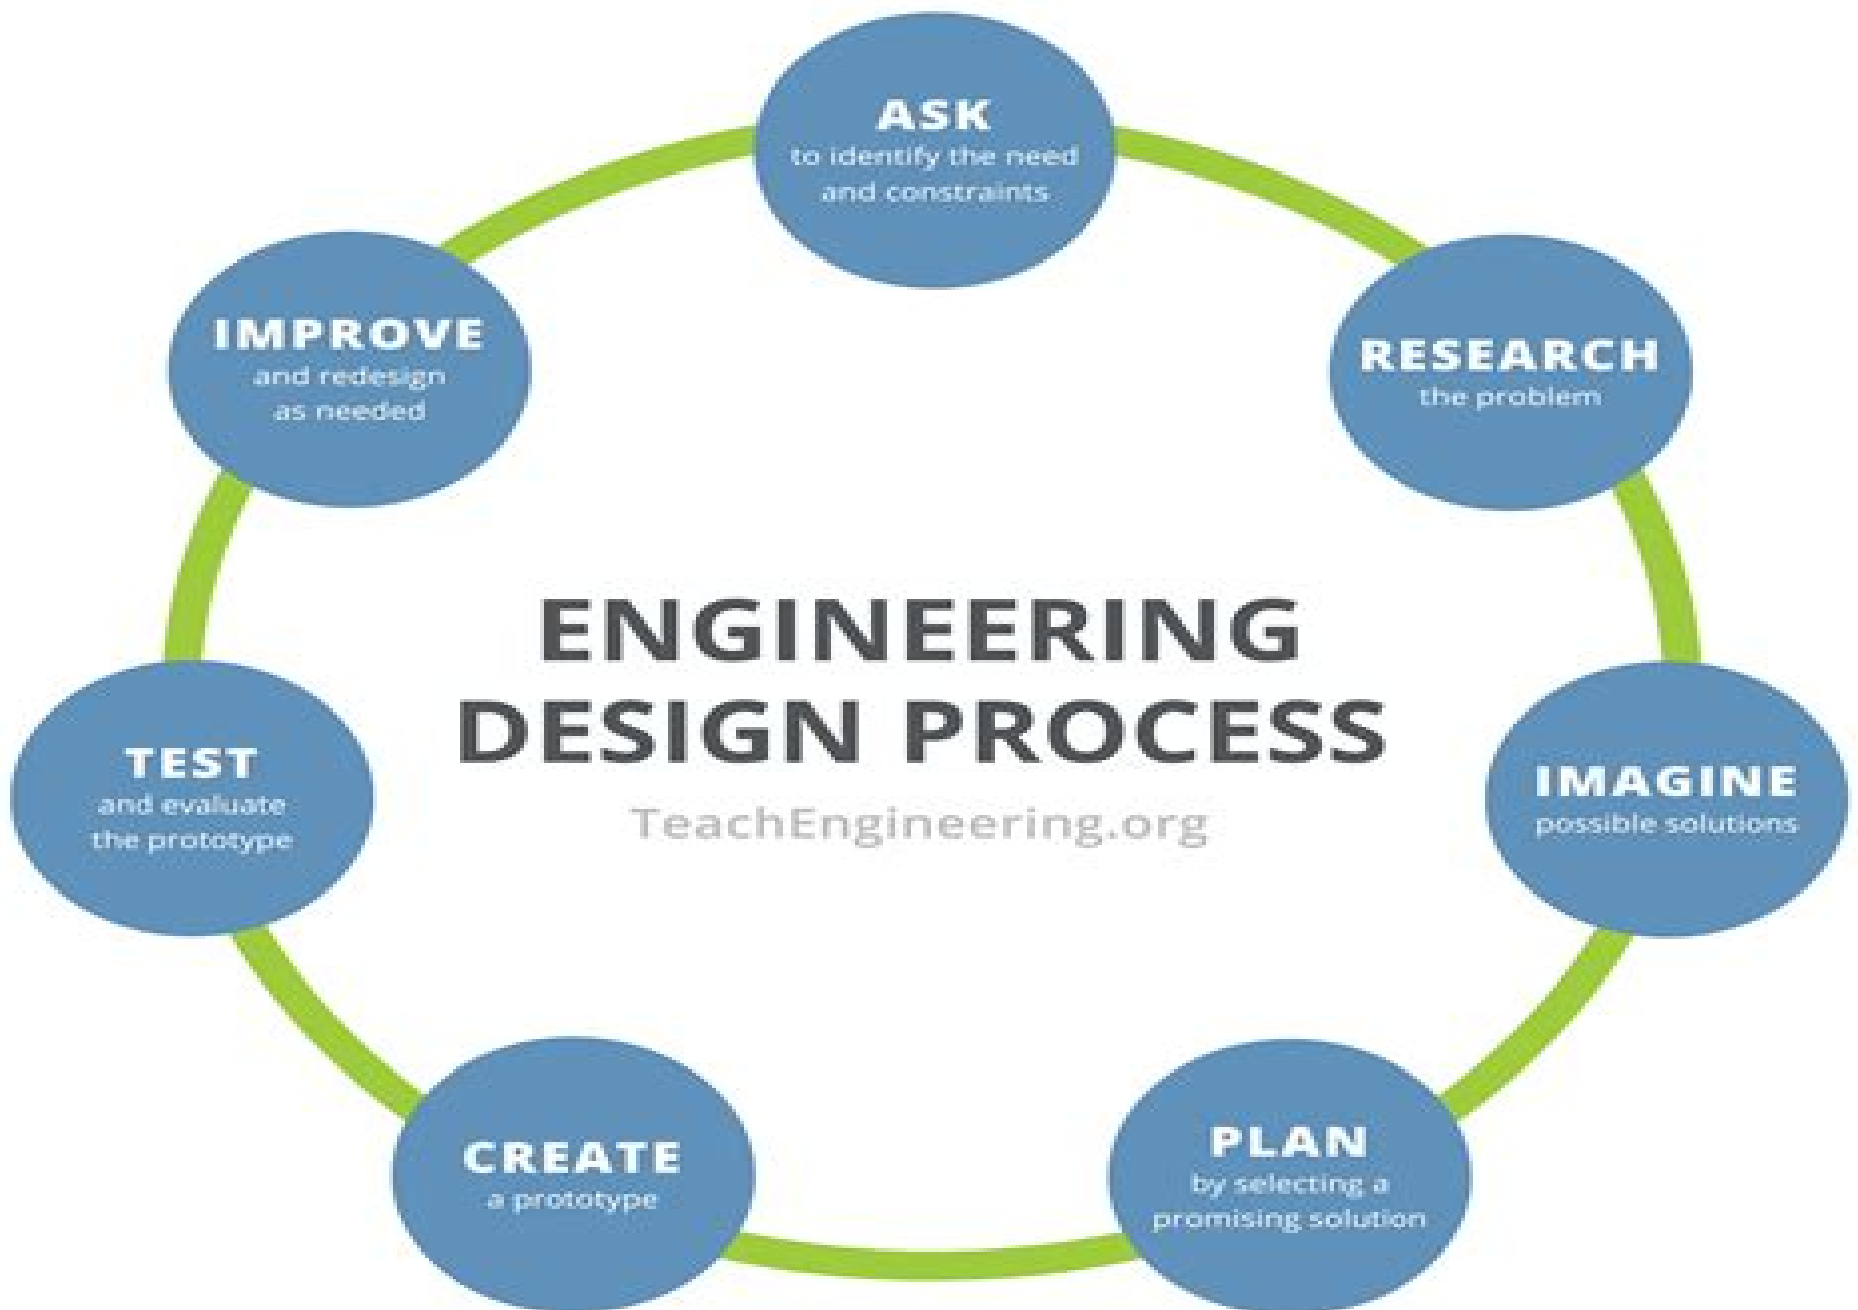 ASK
to identify the need
and constraints
RESEARCH
the problem
IMAGINE
possible solutions
PLAN
by selecting a
promising solution
CREATE
a prototype
TEST
and evaluate
the prototype
IMPROVE
and redesign
as needed
ENGINEERING
DESIGN PROCESS
TeachEngineering.org